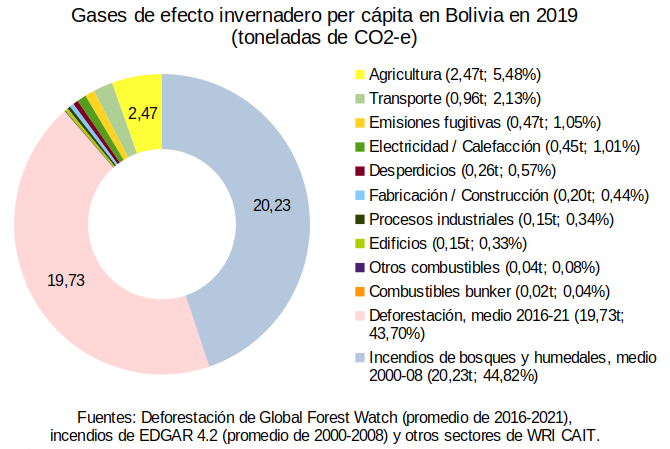 Gases de efecto invernadero per cápita en Bolivia en 2019
(toneladas de CO2-e)
2,47
20,23
19,73
Agricultura (2,47t; 5,48%)
Transporte (0,96t; 2,13%)
Emisiones fugitivas (0,47t; 1,05%)
Electricidad / Calefacción (0,45t; 1,01%)
Desperdicios (0,26t; 0,57%)
Fabricación / Construcción (0,20t; 0,44%)
Procesos industriales (0,15t; 0,34%)
Edificios (0,15t; 0,33%)
Otros combustibles (0,04t; 0,08%)
Combustibles bunker (0,02t; 0,04%)
Deforestación, medio 2016-21 (19,73t;
43,70%)
Incendios de bosques y humedales, medio
2000-08 (20,23t; 44,82%)
Fuentes: Deforestación de Global Forest Watch (promedio de 2016-2021),
incendios de EDGAR 4.2 (promedio de 2000-2008) y otros sectores de WRI CAIT.